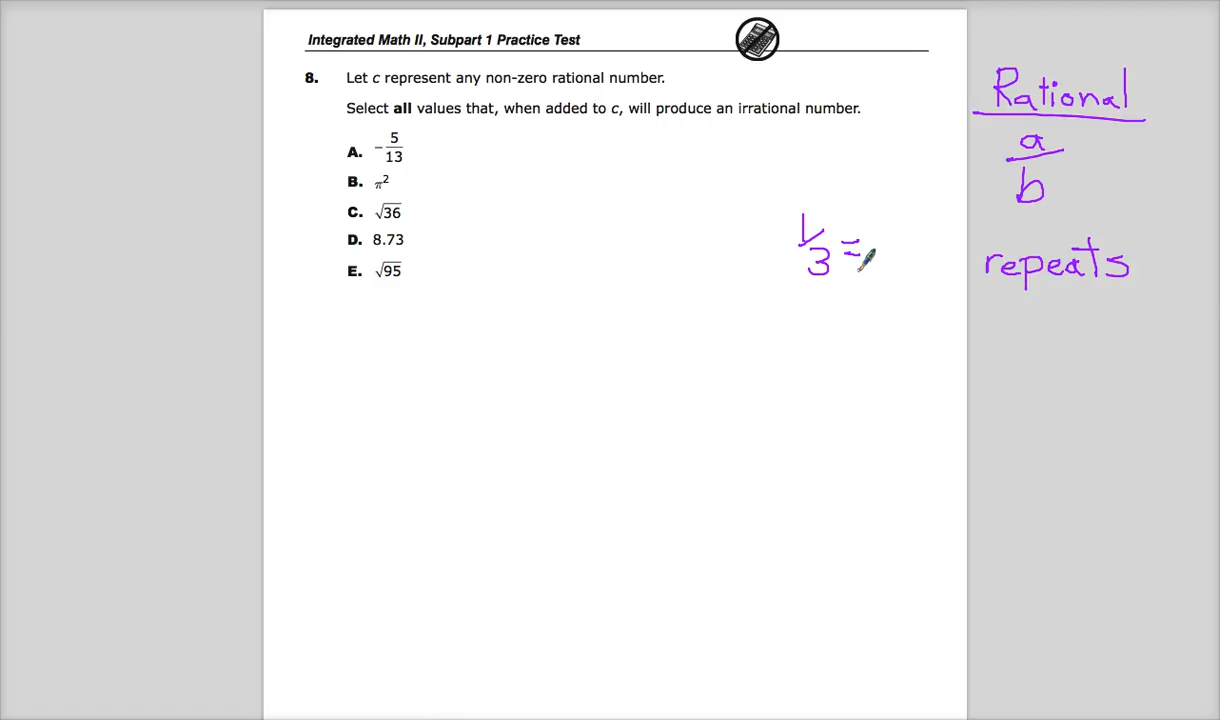 Integrated Math II, Subpart 1 Practice Test
8. Let c represent any non-zero rational number.
Select all values that, when added to c, will produce an irrational number.
A. -5/13
B. π²
C. √36
D. 8.73
E. √95
1/3 =
Rational
a/b
repeats